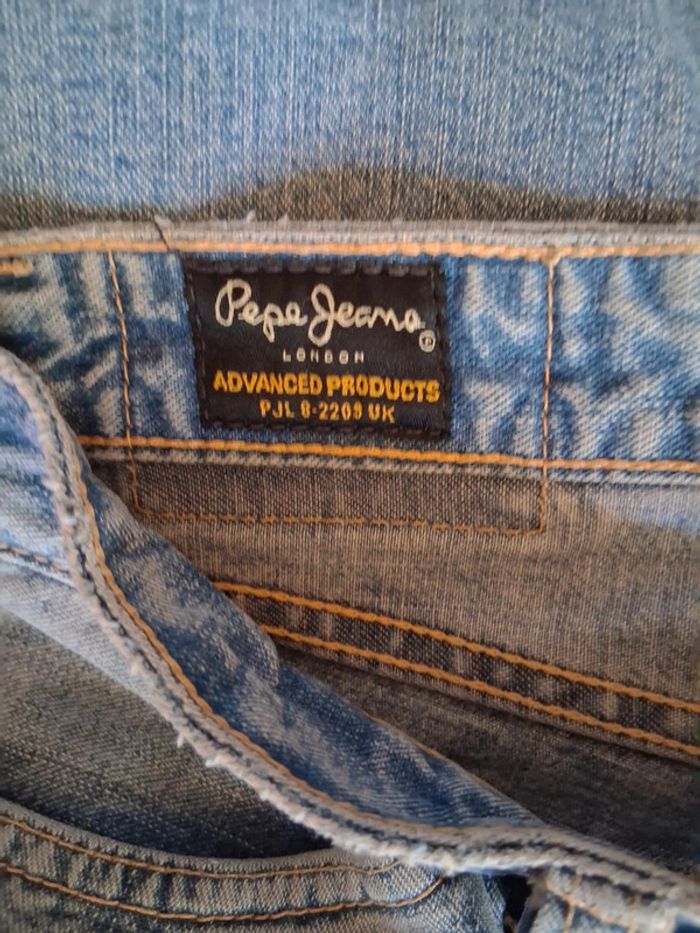 Pepe Jeans
LONDON
ADVANCED PRODUCTS
PJL 8-2209 UK